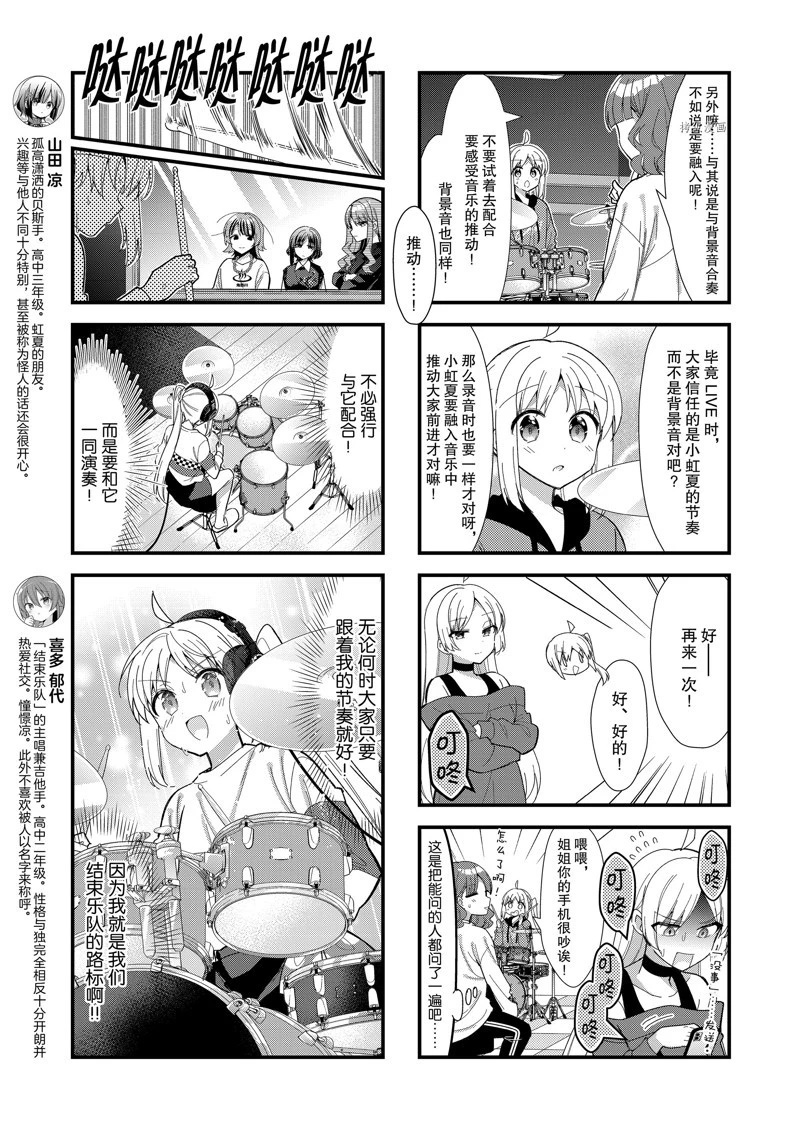 另外嘛……与其说是与背景音合奏
不如说是要融入呢！
不要试着去配合
要感受音乐的推动！
背景音也同样！
推动……！
毕竟 LIVE 时，
大家信任的是小虹夏的节奏
而不是背景音对吧？
那么录音时也要一样才对呀，
小虹夏要融入音乐中
推动大家前进才对嘛！
好——
再来一次！
好、好的！
叮咚
叮咚
叮咚
叮咚
叮咚
「没事」
……发送
喂喂，
姐姐你的手机很吵诶！
怎么了啊！
这是把能问的人都问了一遍吧……
哒哒哒哒哒哒哒
不必强行
与它配合！
而是要和它
一同演奏！
无论何时大家只要
跟着我的节奏就好！
因为我就是我们
结束乐队的路标啊!!
山田 凉
孤高潇洒的贝斯手。高中三年级。虹夏的朋友。
兴趣等与他人不同十分特别，甚至被称为怪人的话还会很开心。
喜多 郁代
「结束乐队」的主唱兼吉他手。高中二年级。性格与独完全相反十分开朗并
热爱社交。憧憬凉。此外不喜欢被人以名字来称呼。